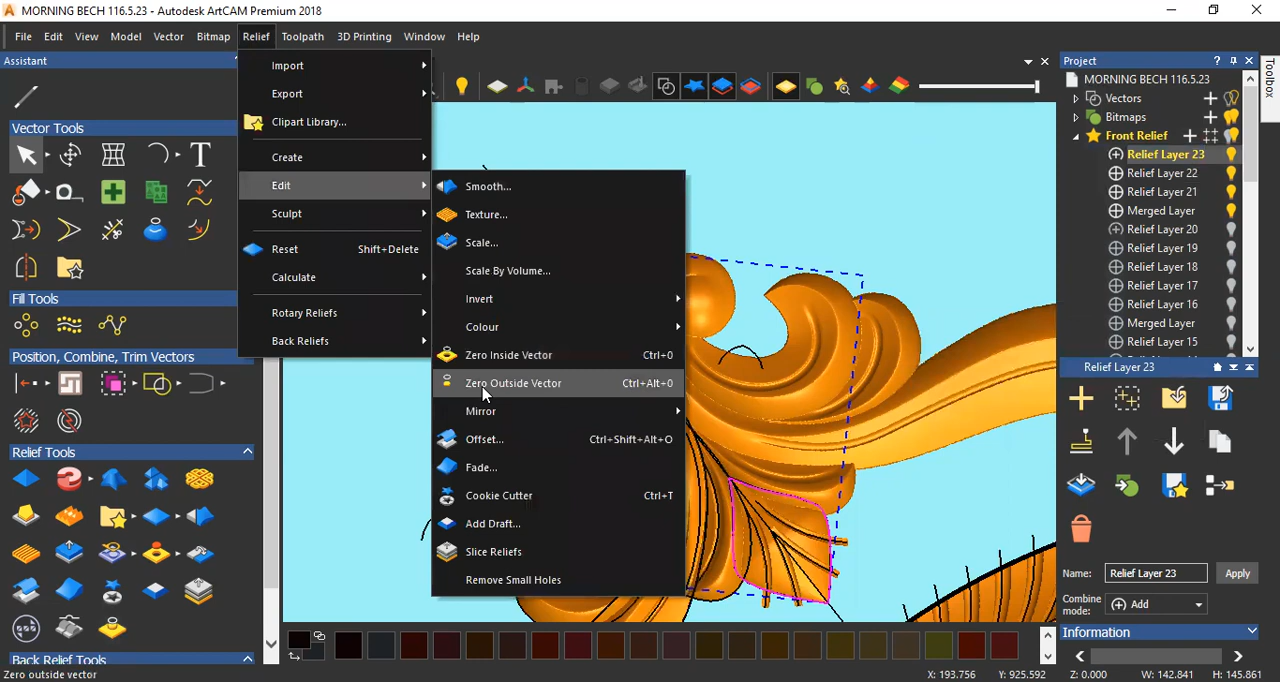 MORNING BECH 116.5.23 - Autodesk ArtCAM Premium 2018
File Edit View Model Vector Bitmap Relief Toolpath 3D Printing Window Help
Assistant
Vector Tools
Fill Tools
Position, Combine, Trim Vectors
Relief Tools
Back Relief Tools
Zero outside vector
Import
Export
Clipart Library...
Create
Edit
Sculpt
Reset Shift+Delete
Calculate
Rotary Reliefs
Back Reliefs
Smooth...
Texture...
Scale...
Scale By Volume...
Invert
Colour
Zero Inside Vector Ctrl+0
Zero Outside Vector Ctrl+Alt+0
Mirror
Offset... Ctrl+Shift+Alt+O
Fade...
Cookie Cutter Ctrl+T
Add Draft...
Slice Reliefs
Remove Small Holes
Project
MORNING BECH 116.5.23
Vectors
Bitmaps
Front Relief
Relief Layer 23
Relief Layer 22
Relief Layer 21
Merged Layer
Relief Layer 20
Relief Layer 19
Relief Layer 18
Relief Layer 17
Relief Layer 16
Merged Layer
Relief Layer 15
Relief Layer 23
Name: Relief Layer 23 Apply
Combine mode: Add
Information
Toolbox
X: 193.756 Y: 925.592 Z: 0.000 W: 142.841 H: 145.861